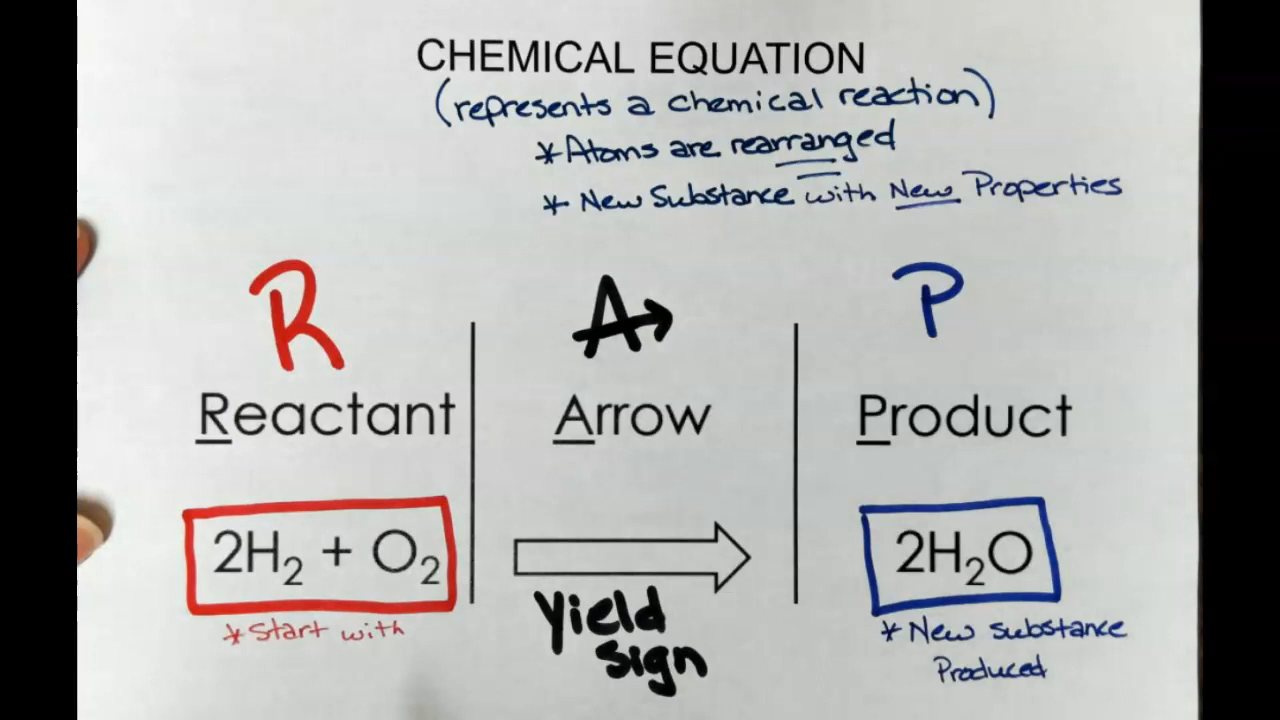 CHEMICAL EQUATION
(represents a chemical reaction)
* Atoms are rearranged
* New Substance with New Properties
R
A
P
Reactant
Arrow
Product
2H₂ + O₂
2H₂O
Yield
Sign
* Start with
* New substance
Produced